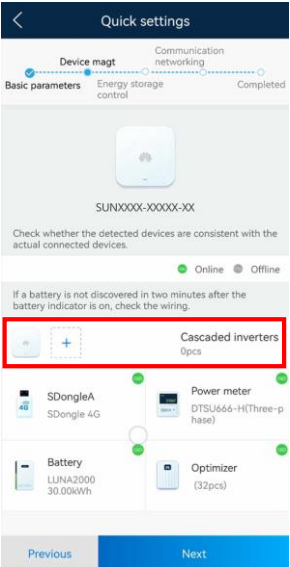 Quick settings
Communication
Device magt networking
Basic parameters Energy storage Completed
control
SUNXXXX-XXXXX-XX
Check whether the detected devices are consistent with the
actual connected devices.
Online Offline
If a battery is not discovered in two minutes after the
battery indicator is on, check the wiring.
+ Cascaded inverters
0pcs
SDongleA
4G SDongle 4G
Power meter
DTSU666-H(Three-p
hase)
Battery
LUNA2000
30.00kWh
Optimizer
(32pcs)
Previous Next